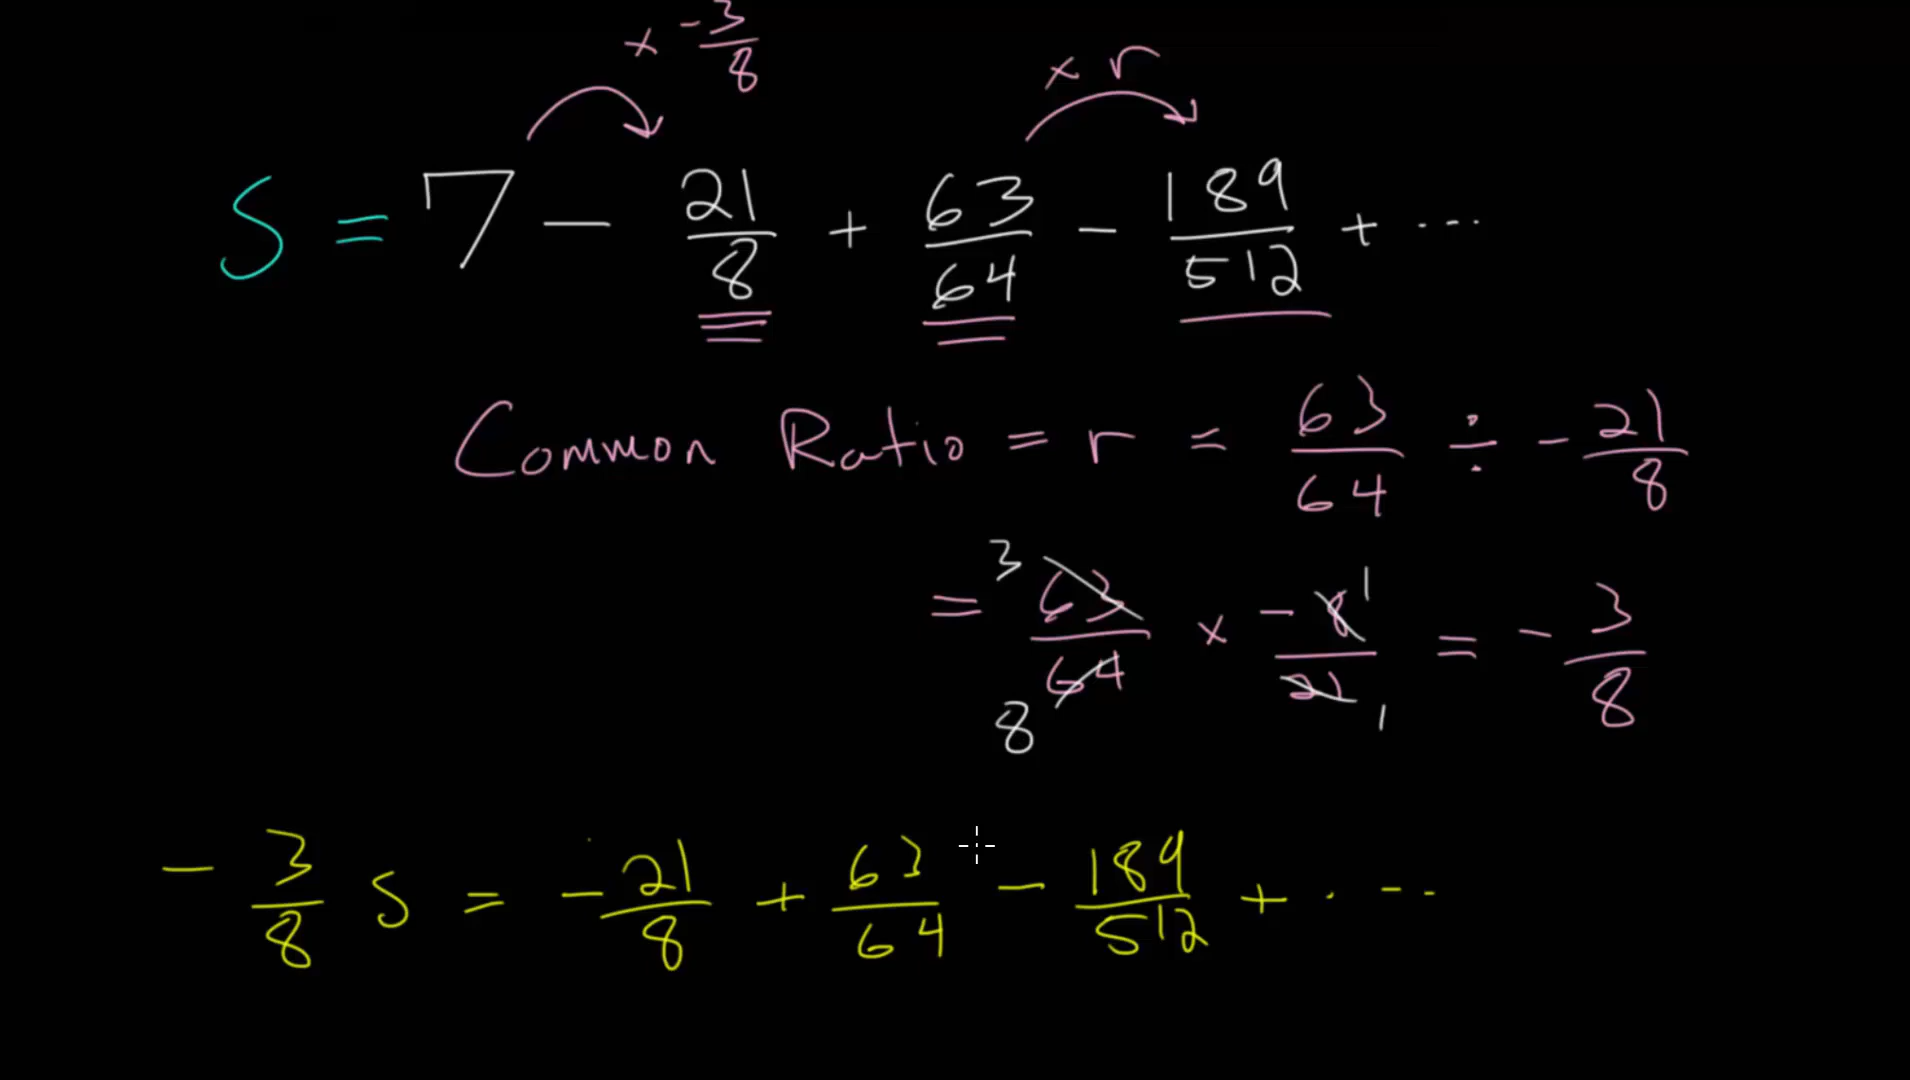 × -3/8 × r
S = 7 - 21/8 + 63/64 - 189/512 + ...
Common Ratio = r = 63/64 ÷ - 21/8
= 3 63/64 8 × - 8 1/21 1 = - 3/8
- 3/8 S = - 21/8 + 63/64 - 189/512 + ...